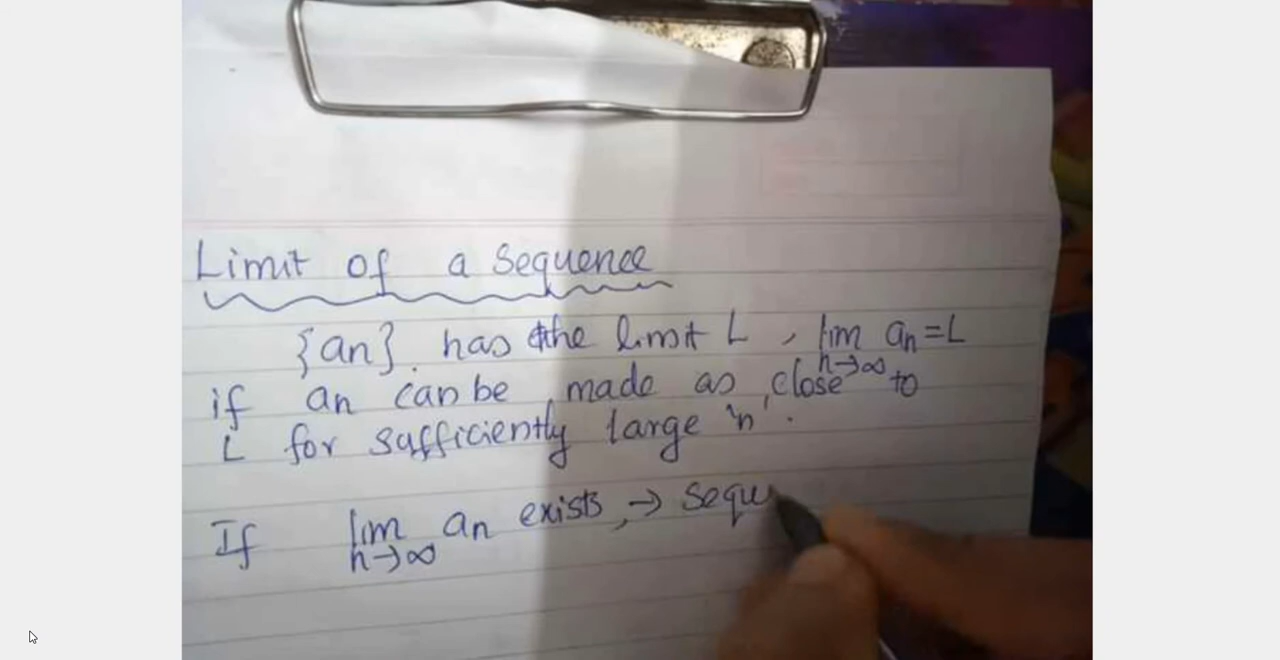 Limit of a Sequence
{an} has the limit L, lim an = L
n→∞
if an can be made as close to
L for sufficiently large 'n'.
If lim an exists, → sequ
n→∞